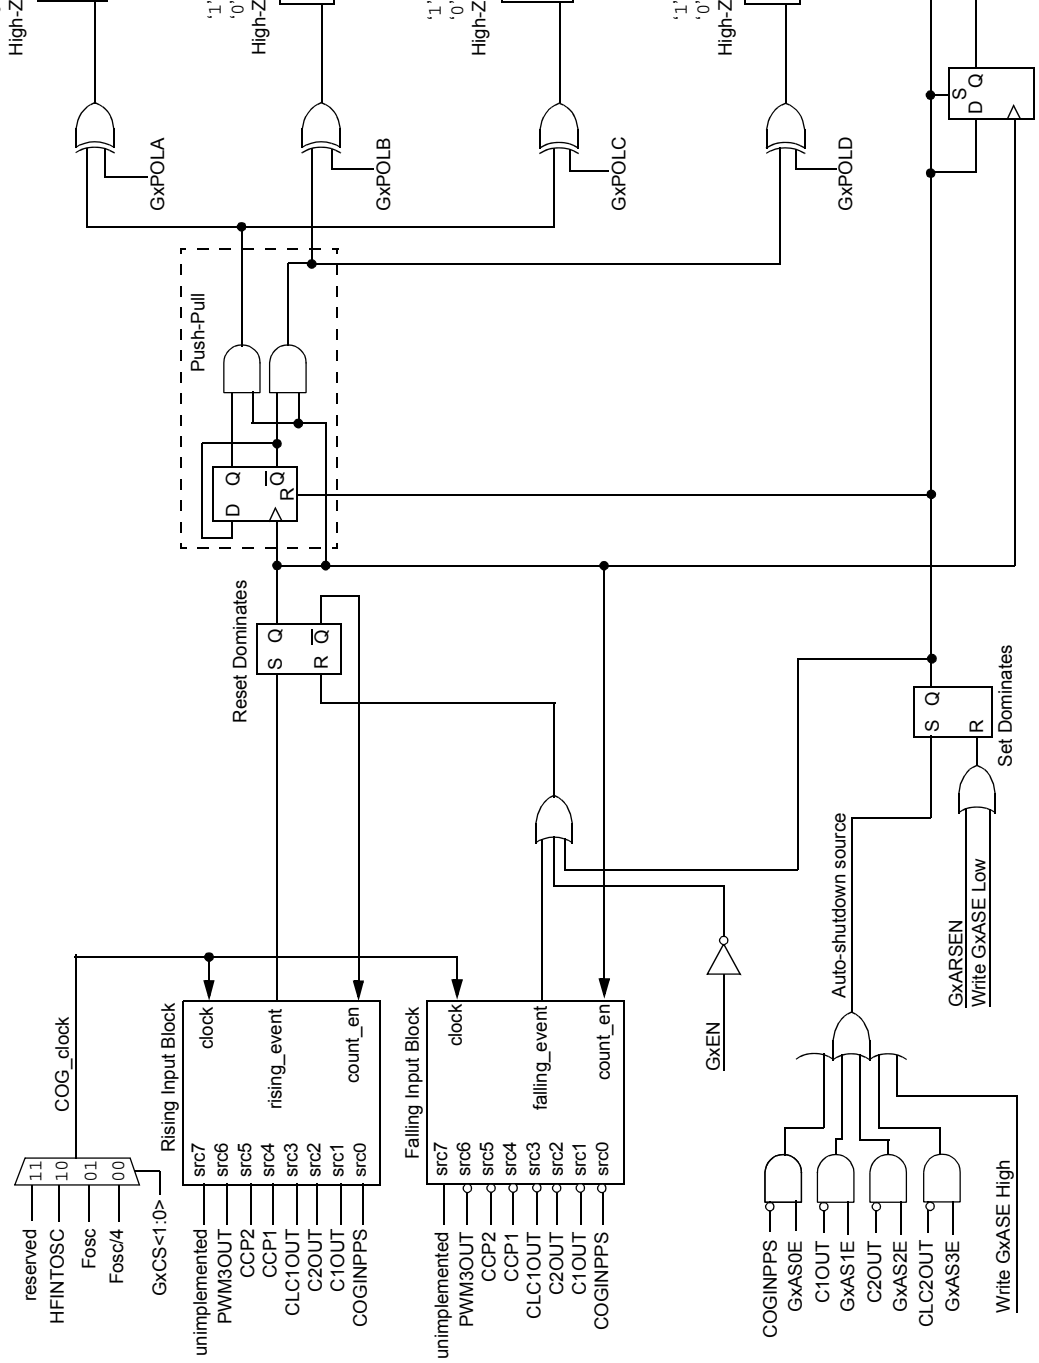 reserved
HFINTOSC
Fosc
Fosc/4
GxCS<1:0>
11
10
01
00
COG_clock
Rising Input Block
clock
rising_event
count_en
src7
src6
src5
src4
src3
src2
src1
src0
unimplemented
PWM3OUT
CCP2
CCP1
CLC1OUT
C2OUT
C1OUT
COGINPPS
Falling Input Block
clock
falling_event
count_en
src7
src6
src5
src4
src3
src2
src1
src0
unimplemented
PWM3OUT
CCP2
CCP1
CLC1OUT
C2OUT
C1OUT
COGINPPS
GxEN
COGINPPS
GxAS0E
C1OUT
GxAS1E
C2OUT
GxAS2E
CLC2OUT
GxAS3E
Write GxASE High
Auto-shutdown source
GxARSEN
Write GxASE Low
S Q
R
Set Dominates
Reset Dominates
S Q
R Q
Push-Pull
D Q
Q
R
GxPOLA
GxPOLB
GxPOLC
GxPOLD
High-Z
'1'
'0'
High-Z
'1'
'0'
High-Z
'1'
'0'
High-Z
S
D Q